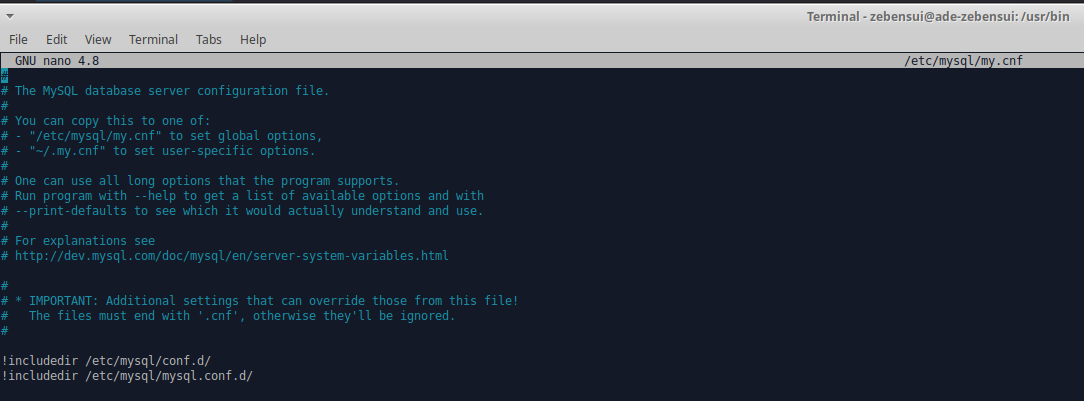 Terminal - zebensui@ade-zebensui: /usr/bin
File Edit View Terminal Tabs Help
GNU nano 4.8 /etc/mysql/my.cnf
#
# The MySQL database server configuration file.
#
# You can copy this to one of:
# - "/etc/mysql/my.cnf" to set global options,
# - "~/.my.cnf" to set user-specific options.
#
# One can use all long options that the program supports.
# Run program with --help to get a list of available options and with
# --print-defaults to see which it would actually understand and use.
#
# For explanations see
# http://dev.mysql.com/doc/mysql/en/server-system-variables.html
#
# * IMPORTANT: Additional settings that can override those from this file!
#   The files must end with '.cnf', otherwise they'll be ignored.
#
!includedir /etc/mysql/conf.d/
!includedir /etc/mysql/mysql.conf.d/